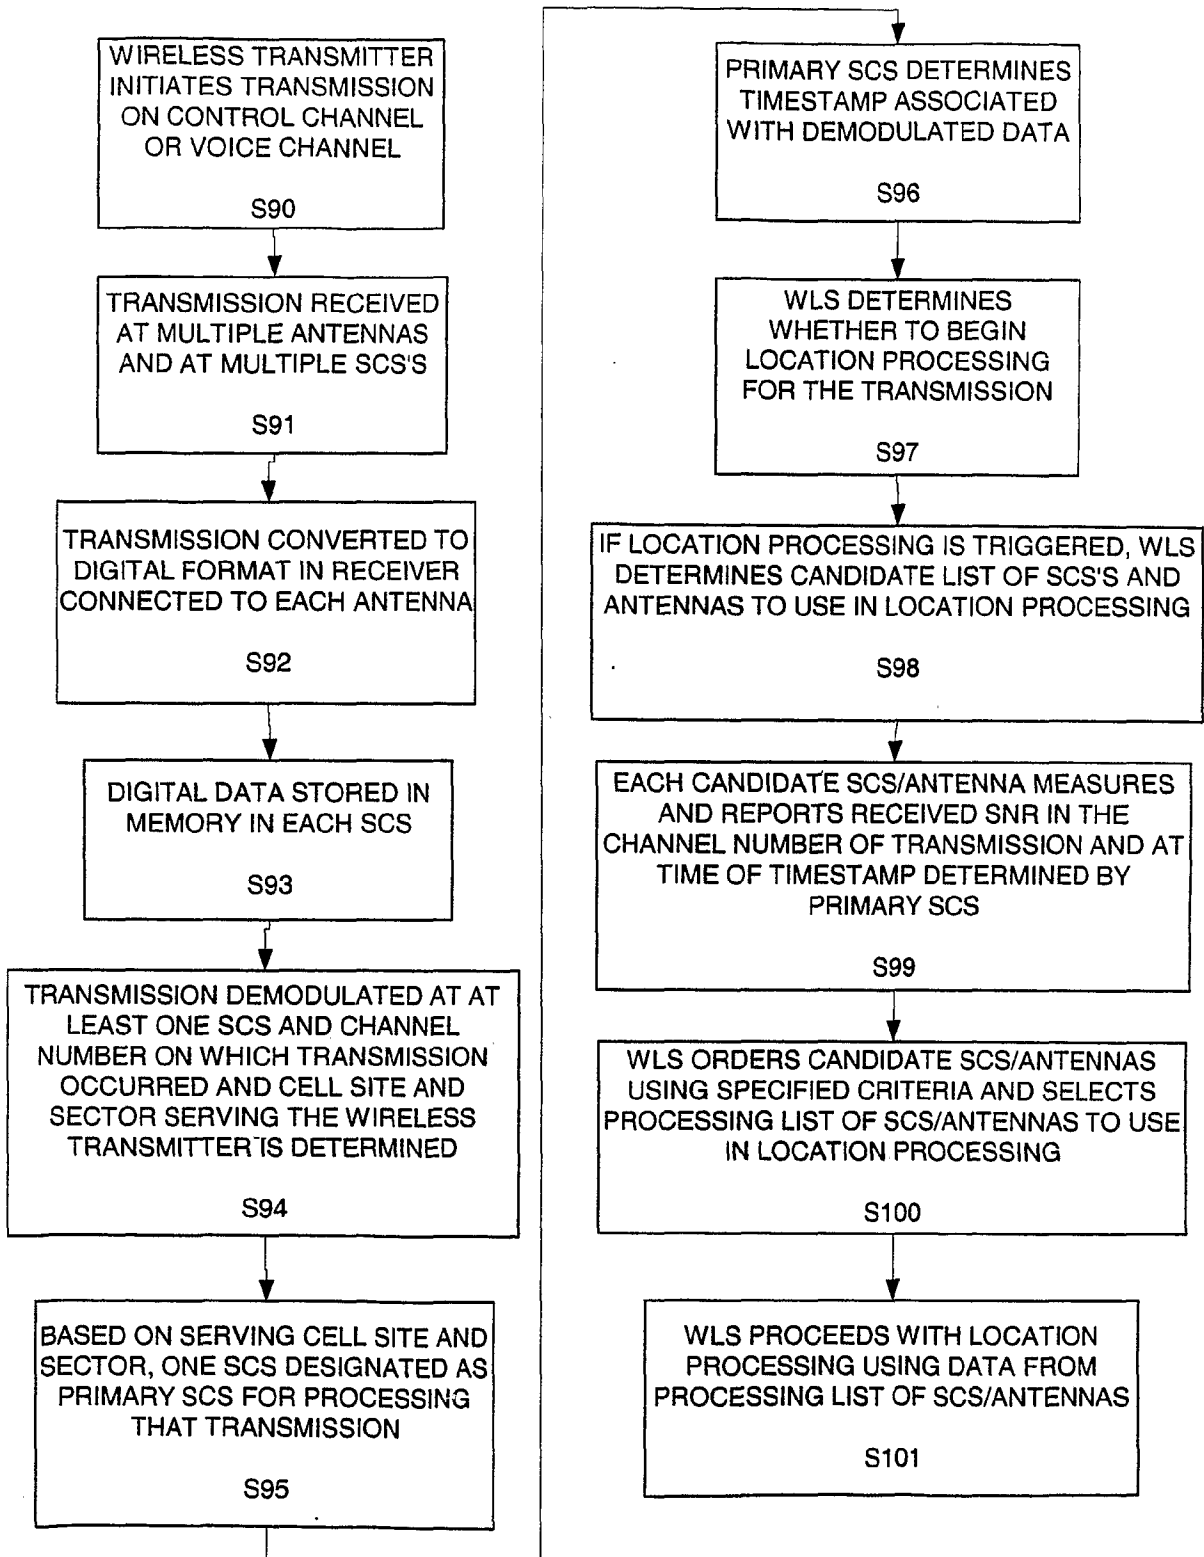 WIRELESS TRANSMITTER
INITIATES TRANSMISSION
ON CONTROL CHANNEL
OR VOICE CHANNEL
S90
TRANSMISSION RECEIVED
AT MULTIPLE ANTENNAS
AND AT MULTIPLE SCS'S
S91
TRANSMISSION CONVERTED TO
DIGITAL FORMAT IN RECEIVER
CONNECTED TO EACH ANTENNA
S92
DIGITAL DATA STORED IN
MEMORY IN EACH SCS
S93
TRANSMISSION DEMODULATED AT AT
LEAST ONE SCS AND CHANNEL
NUMBER ON WHICH TRANSMISSION
OCCURRED AND CELL SITE AND
SECTOR SERVING THE WIRELESS
TRANSMITTER IS DETERMINED
S94
BASED ON SERVING CELL SITE AND
SECTOR, ONE SCS DESIGNATED AS
PRIMARY SCS FOR PROCESSING
THAT TRANSMISSION
S95
PRIMARY SCS DETERMINES
TIMESTAMP ASSOCIATED
WITH DEMODULATED DATA
S96
WLS DETERMINES
WHETHER TO BEGIN
LOCATION PROCESSING
FOR THE TRANSMISSION
S97
IF LOCATION PROCESSING IS TRIGGERED, WLS
DETERMINES CANDIDATE LIST OF SCS'S AND
ANTENNAS TO USE IN LOCATION PROCESSING
S98
EACH CANDIDATE SCS/ANTENNA MEASURES
AND REPORTS RECEIVED SNR IN THE
CHANNEL NUMBER OF TRANSMISSION AND AT
TIME OF TIMESTAMP DETERMINED BY
PRIMARY SCS
S99
WLS ORDERS CANDIDATE SCS/ANTENNAS
USING SPECIFIED CRITERIA AND SELECTS
PROCESSING LIST OF SCS/ANTENNAS TO USE
IN LOCATION PROCESSING
S100
WLS PROCEEDS WITH LOCATION
PROCESSING USING DATA FROM
PROCESSING LIST OF SCS/ANTENNAS
S101